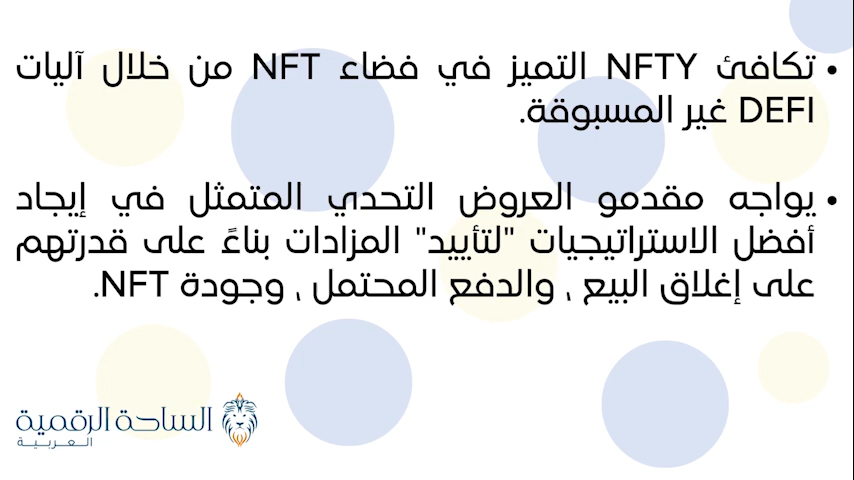 • تكافئ NFTY التميز في فضاء NFT من خلال آليات
DEFI غير المسبوقة.
• يواجه مقدمو العروض التحدي المتمثل في إيجاد
أفضل الاستراتيجيات "لتأييد" المزادات بناءً على قدرتهم
على إغلاق البيع ، والدفع المحتمل ، وجودة NFT.
الساحة الرقمية
العربية